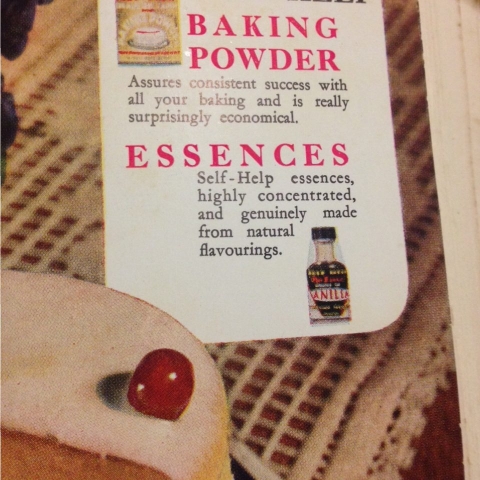 BAKING
POWDER
Assures consistent success with
all your baking and is really
surprisingly economical.
ESSENCES
Self-Help essences,
highly concentrated,
and genuinely made
from natural
flavourings.
VANILLA